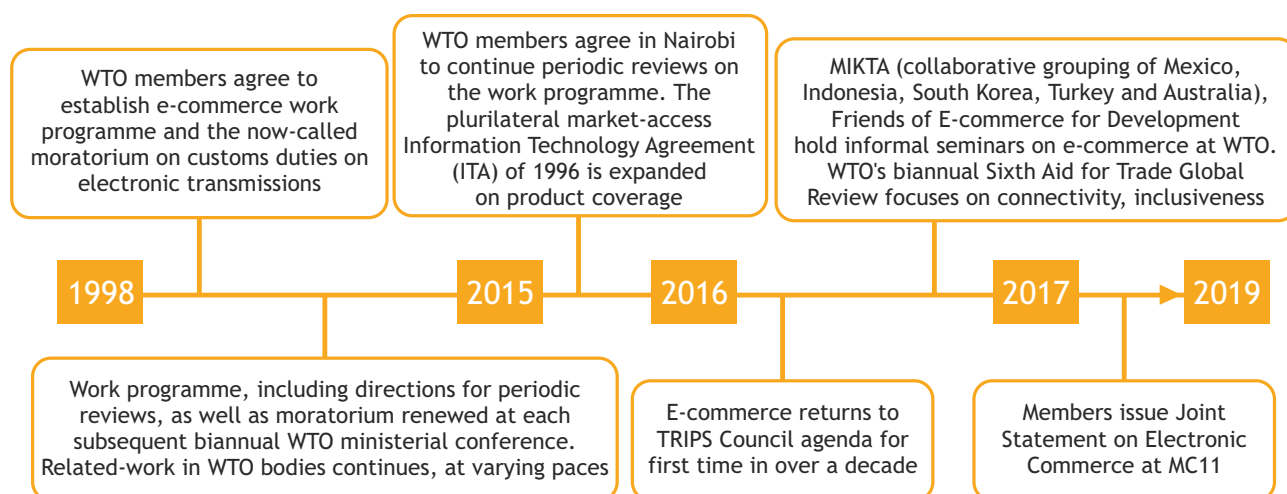 WTO members agree to
establish e-commerce work
programme and the now-called
moratorium on customs duties on
electronic transmissions
WTO members agree in Nairobi
to continue periodic reviews on
the work programme. The
plurilateral market-access
Information Technology Agreement
(ITA) of 1996 is expanded
on product coverage
MIKTA (collaborative grouping of Mexico,
Indonesia, South Korea, Turkey and Australia),
Friends of E-commerce for Development
hold informal seminars on e-commerce at WTO.
WTO's biannual Sixth Aid for Trade Global
Review focuses on connectivity, inclusiveness
1998
2015
2016
2017
2019
Work programme, including directions for periodic
reviews, as well as moratorium renewed at each
subsequent biannual WTO ministerial conference.
Related-work in WTO bodies continues, at varying paces
E-commerce returns to
TRIPS Council agenda for
first time in over a decade
Members issue Joint
Statement on Electronic
Commerce at MC11